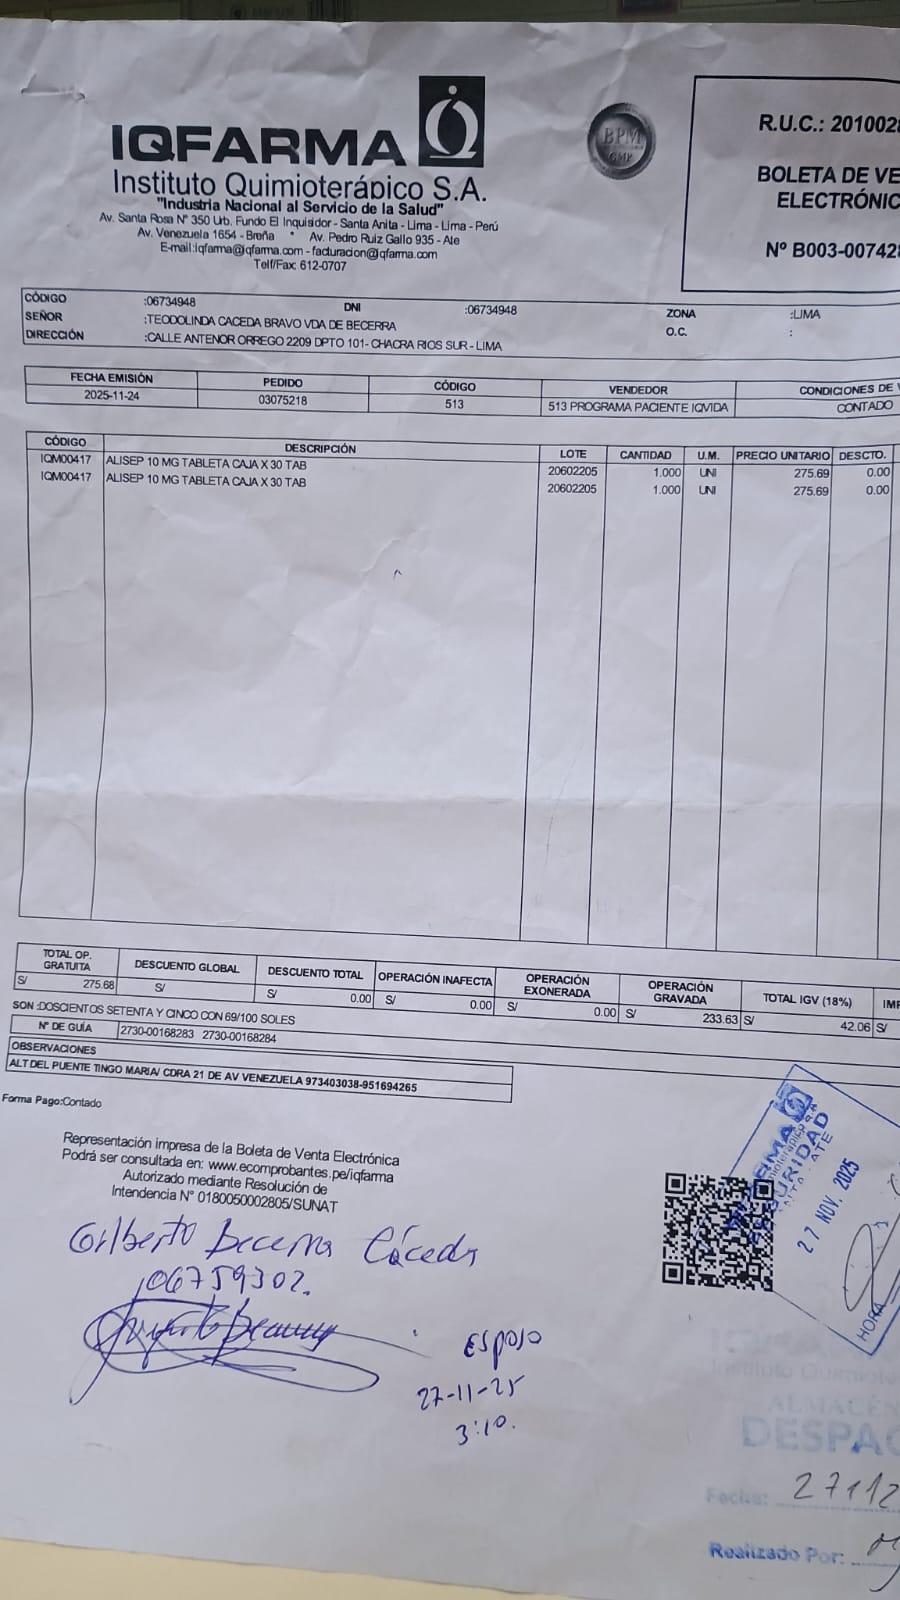 IQFARMA
Instituto Quimioterápico S.A.
"Industria Nacional al Servicio de la Salud"
Av. Santa Rosa Nº 350 Urb. Fundo El Inquisidor - Santa Anita - Lima - Lima - Perú
Av. Venezuela 1654 - Breña * Av. Pedro Ruiz Gallo 935 - Ate
E-mail:iqfarma@iqfarma.com - facturacion@iqfarma.com
Telf/Fax: 612-0707
BPM
GMP
R.U.C.: 2010028
BOLETA DE VE
ELECTRÓNIC
Nº B003-007428
CÓDIGO :06734948 DNI :06734948 ZONA :LIMA
SEÑOR :TEODOLINDA CACEDA BRAVO VDA DE BECERRA O.C. :
DIRECCIÓN :CALLE ANTENOR ORREGO 2209 DPTO 101- CHACRA RIOS SUR - LIMA
FECHA EMISIÓN PEDIDO CÓDIGO VENDEDOR CONDICIONES DE V
2025-11-24 03075218 513 513 PROGRAMA PACIENTE IQVIDA CONTADO
CÓDIGO DESCRIPCIÓN LOTE CANTIDAD U.M. PRECIO UNITARIO DESCTO.
IQM00417 ALISEP 10 MG TABLETA CAJA X 30 TAB 20602205 1.000 UNI 275.69 0.00
IQM00417 ALISEP 10 MG TABLETA CAJA X 30 TAB 20602205 1.000 UNI 275.69 0.00
TOTAL OP. GRATUITA DESCUENTO GLOBAL DESCUENTO TOTAL OPERACIÓN INAFECTA OPERACIÓN EXONERADA OPERACIÓN GRAVADA TOTAL IGV (18%) IMP
S/ 275.68 S/ S/ 0.00 S/ 0.00 S/ 0.00 S/ 233.63 S/ 42.06 S/
SON :DOSCIENTOS SETENTA Y CINCO CON 69/100 SOLES
Nº DE GUÍA 2730-00168283 2730-00168284
OBSERVACIONES
ALT DEL PUENTE TINGO MARIA/ CDRA 21 DE AV VENEZUELA 973403038-951694265
Forma Pago:Contado
Representación impresa de la Boleta de Venta Electrónica
Podrá ser consultada en: www.ecomprobantes.pe/iqfarma
Autorizado mediante Resolución de
Intendencia N° 0180050002805/SUNAT
Gilberto Becerra Cáceda
06759302.
Esposo
27-11-25
3:10.
27 NOV. 2025
HORA
Instituto Quimioter
ALMACÉN
DESPAC
Fecha: 27112
Realizado Por: